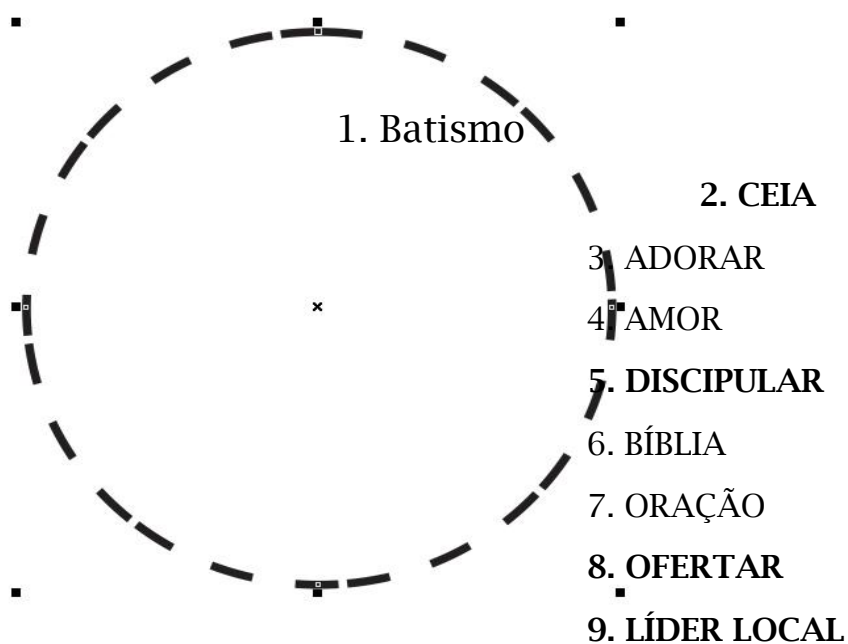 1. Batismo
2. CEIA
3. ADORAR
4. AMOR
5. DISCIPULAR
6. BÍBLIA
7. ORAÇÃO
8. OFERTAR
9. LÍDER LOCAL